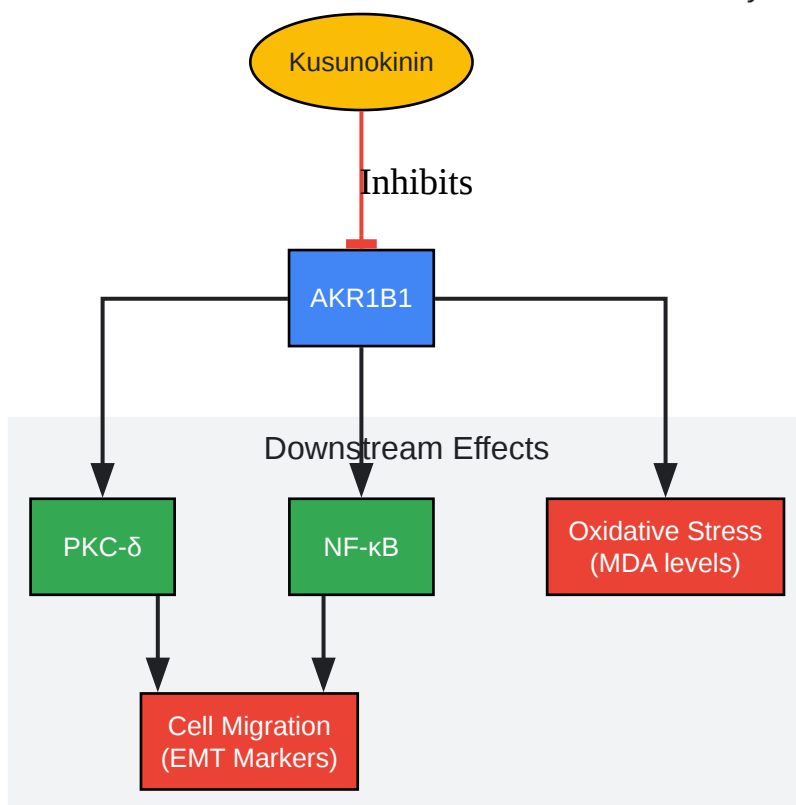 Kusunokinin
Inhibits
AKR1B1
Downstream Effects
PKC-δ
NF-κB
Oxidative Stress
(MDA levels)
Cell Migration
(EMT Markers)